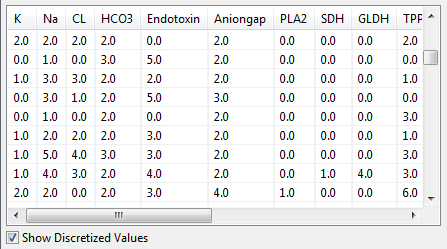 K Na CL HCO3 Endotoxin Aniongap PLA2 SDH GLDH TPP
2.0 2.0 2.0 2.0 0.0 2.0 0.0 0.0 0.0 2.0
0.0 1.0 0.0 3.0 5.0 2.0 0.0 0.0 0.0 3.0
1.0 3.0 3.0 2.0 2.0 2.0 0.0 0.0 0.0 1.0
0.0 3.0 1.0 2.0 5.0 3.0 0.0 0.0 0.0 3.0
0.0 1.0 0.0 2.0 0.0 2.0 0.0 0.0 0.0 3.0
2.0 2.0 2.0 2.0 3.0 2.0 0.0 0.0 0.0 1.0
1.0 5.0 4.0 3.0 3.0 2.0 0.0 0.0 0.0 3.0
1.0 4.0 3.0 2.0 4.0 2.0 0.0 1.0 4.0 3.0
2.0 2.0 0.0 2.0 3.0 4.0 1.0 0.0 0.0 6.0
Show Discretized Values